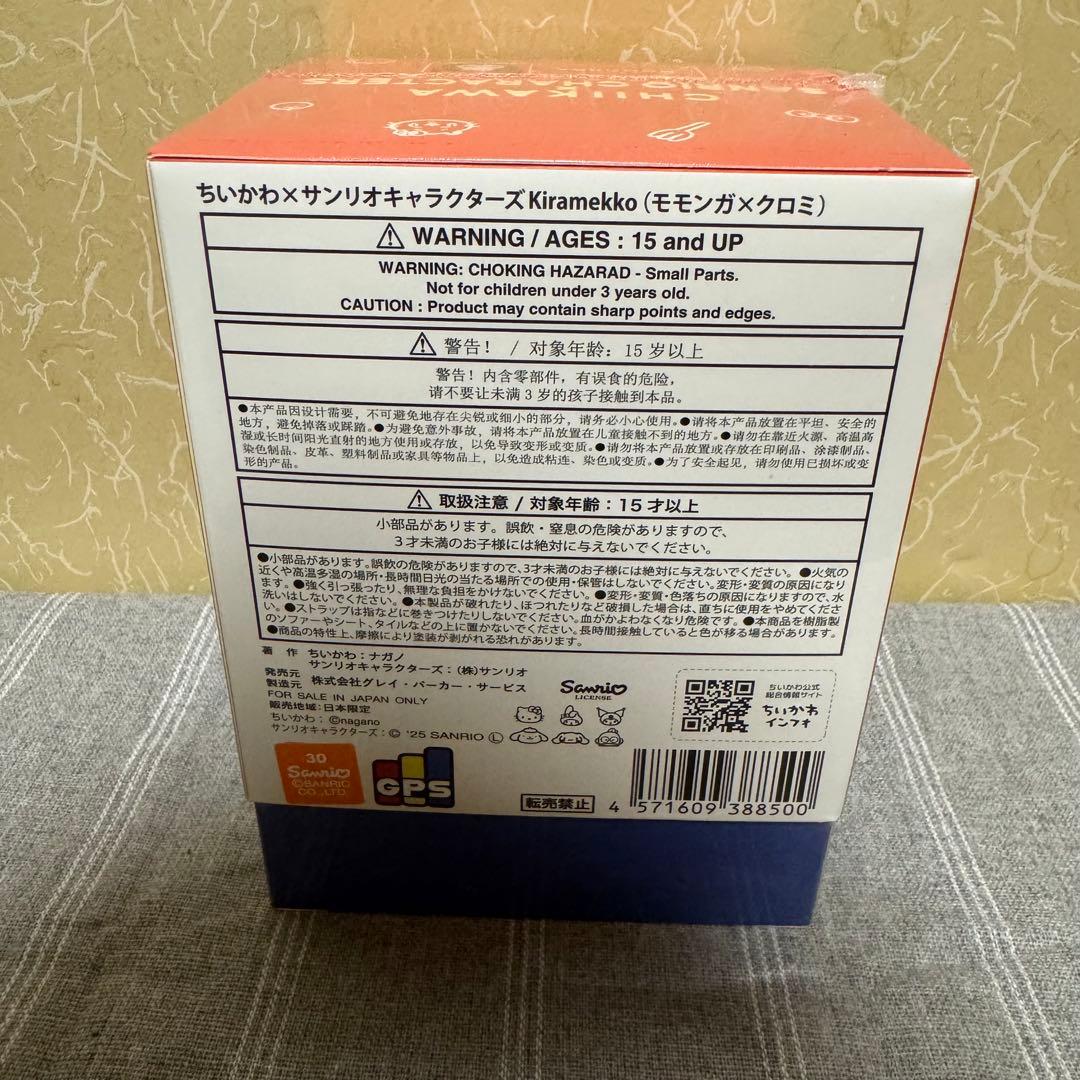 CHIIKAWA
SANRIO CHARACTERS
ちいかわ×サンリオキャラクターズ Kiramekko（モモンガ×クロミ）
⚠ WARNING / AGES : 15 and UP
WARNING: CHOKING HAZARAD - Small Parts.
Not for children under 3 years old.
CAUTION : Product may contain sharp points and edges.
⚠ 警告！ / 对象年龄：15 岁以上
警告！内含零部件，有误食的危险，
请不要让未满 3 岁的孩子接触到本品。
●本产品因设计需要，不可避免地存在尖锐或细小的部分，请务必小心使用。●请将本产品放置在平坦、安全的
地方，避免掉落或踩踏。●为避免意外事故，请将本产品放置在儿童接触不到的地方。●请勿在靠近火源、高温高
湿或长时间阳光直射的地方使用或存放，以免导致变形或变质。●请勿将本产品放置或存放在印刷品、涂漆制品、
染色制品、皮革、塑料制品或家具等物品上，以免造成粘连、染色或变质。●为了安全起见，请勿使用已损坏或变
形的产品。
⚠ 取扱注意 / 対象年齢：15 才以上
小部品があります。誤飲・窒息の危険がありますので、
３才未満のお子様には絶対に与えないでください。
●小部品があります。誤飲の危険がありますので、3才未満のお子様には絶対に与えないでください。●火気の
近くや高温多湿の場所・長時間日光の当たる場所での使用・保管はしないでください。変形・変質の原因になり
ます。●強く引っ張ったり、無理な負担をかけないでください。●変形・変質・色落ちの原因になりますので、水
洗いはしないでください。●本製品が破れたり、ほつれたりなど破損した場合は、直ちに使用をやめてくださ
い。●ストラップは指などに巻きつけたりしないでください。血がかよわなくなり危険です。●本商品を樹脂製
のソファーやシート、タイルなどの上に置かないでください。長時間接触していると色が移る場合があります。
●商品の特性上、摩擦により塗装が剥がれる恐れがあります。
著 作 ちいかわ：ナガノ
サンリオキャラクターズ：(株)サンリオ
発売元
製造元 株式会社グレイ・パーカー・サービス
FOR SALE IN JAPAN ONLY
販売地域：日本限定
ちいかわ：©nagano
サンリオキャラクターズ：© '25 SANRIO Ⓛ
Sanrio
LICENSE
ちいかわ公式
総合情報サイト
ちいかわ
インフォ
30
Sanrio
©SANRIO
CO.,LTD.
GPS
転売禁止
4 571609 388500